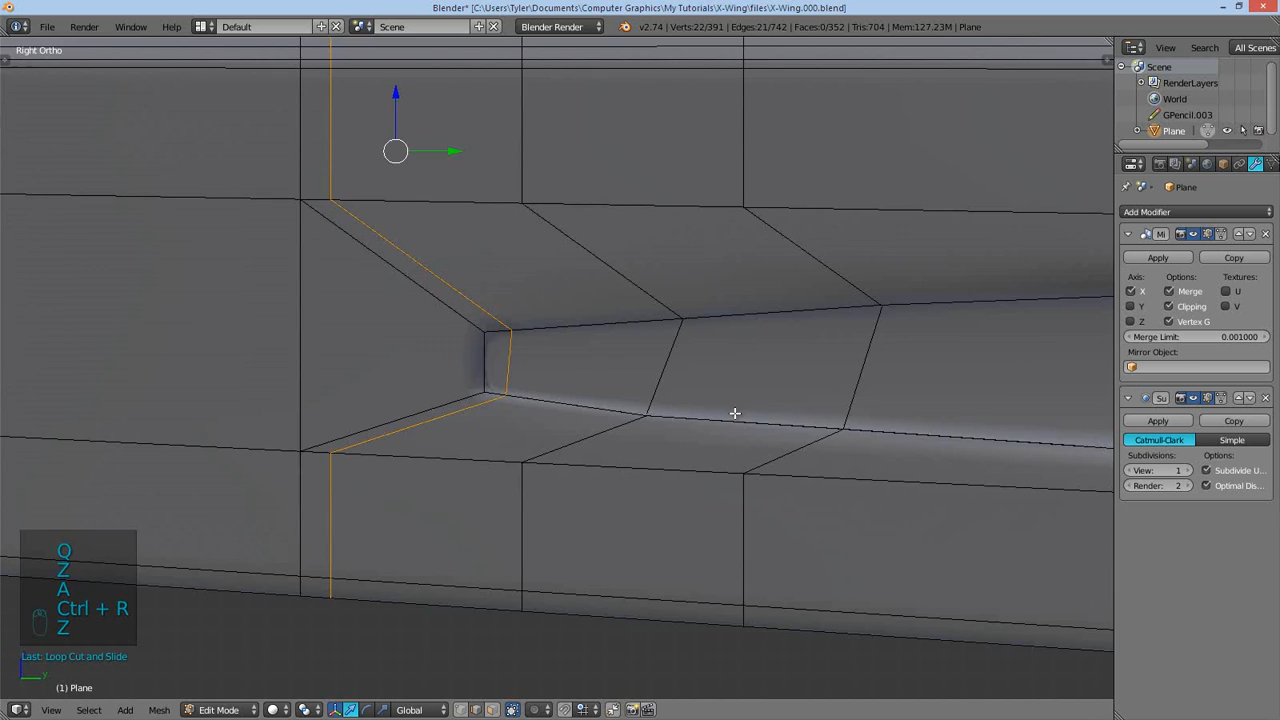 Blender* [C:\Users\Tyler\Documents\Computer Graphics\My Tutorials\X-Wing\files\X-Wing.000.blend]
File Render Window Help Default Scene Blender Render v2.74 | Verts:22/391 | Edges:21/742 | Faces:0/352 | Tris:704 | Mem:127.23M | Plane
Right Ortho
View Search All Scenes
Scene
RenderLayers
World
GPencil.003
Plane
Plane
Add Modifier
Mi
Apply Copy
Axis: Options: Textures:
X Merge U
Y Clipping V
Z Vertex G
Merge Limit: 0.001000
Mirror Object:
Su
Apply Copy
Catmull-Clark Simple
Subdivisions: Options:
View: 1 Subdivide U...
Render: 2 Optimal Dis...
Q
Z
A
Ctrl + R
Z
Last: Loop Cut and Slide
y
(1) Plane
View Select Add Mesh Edit Mode Global